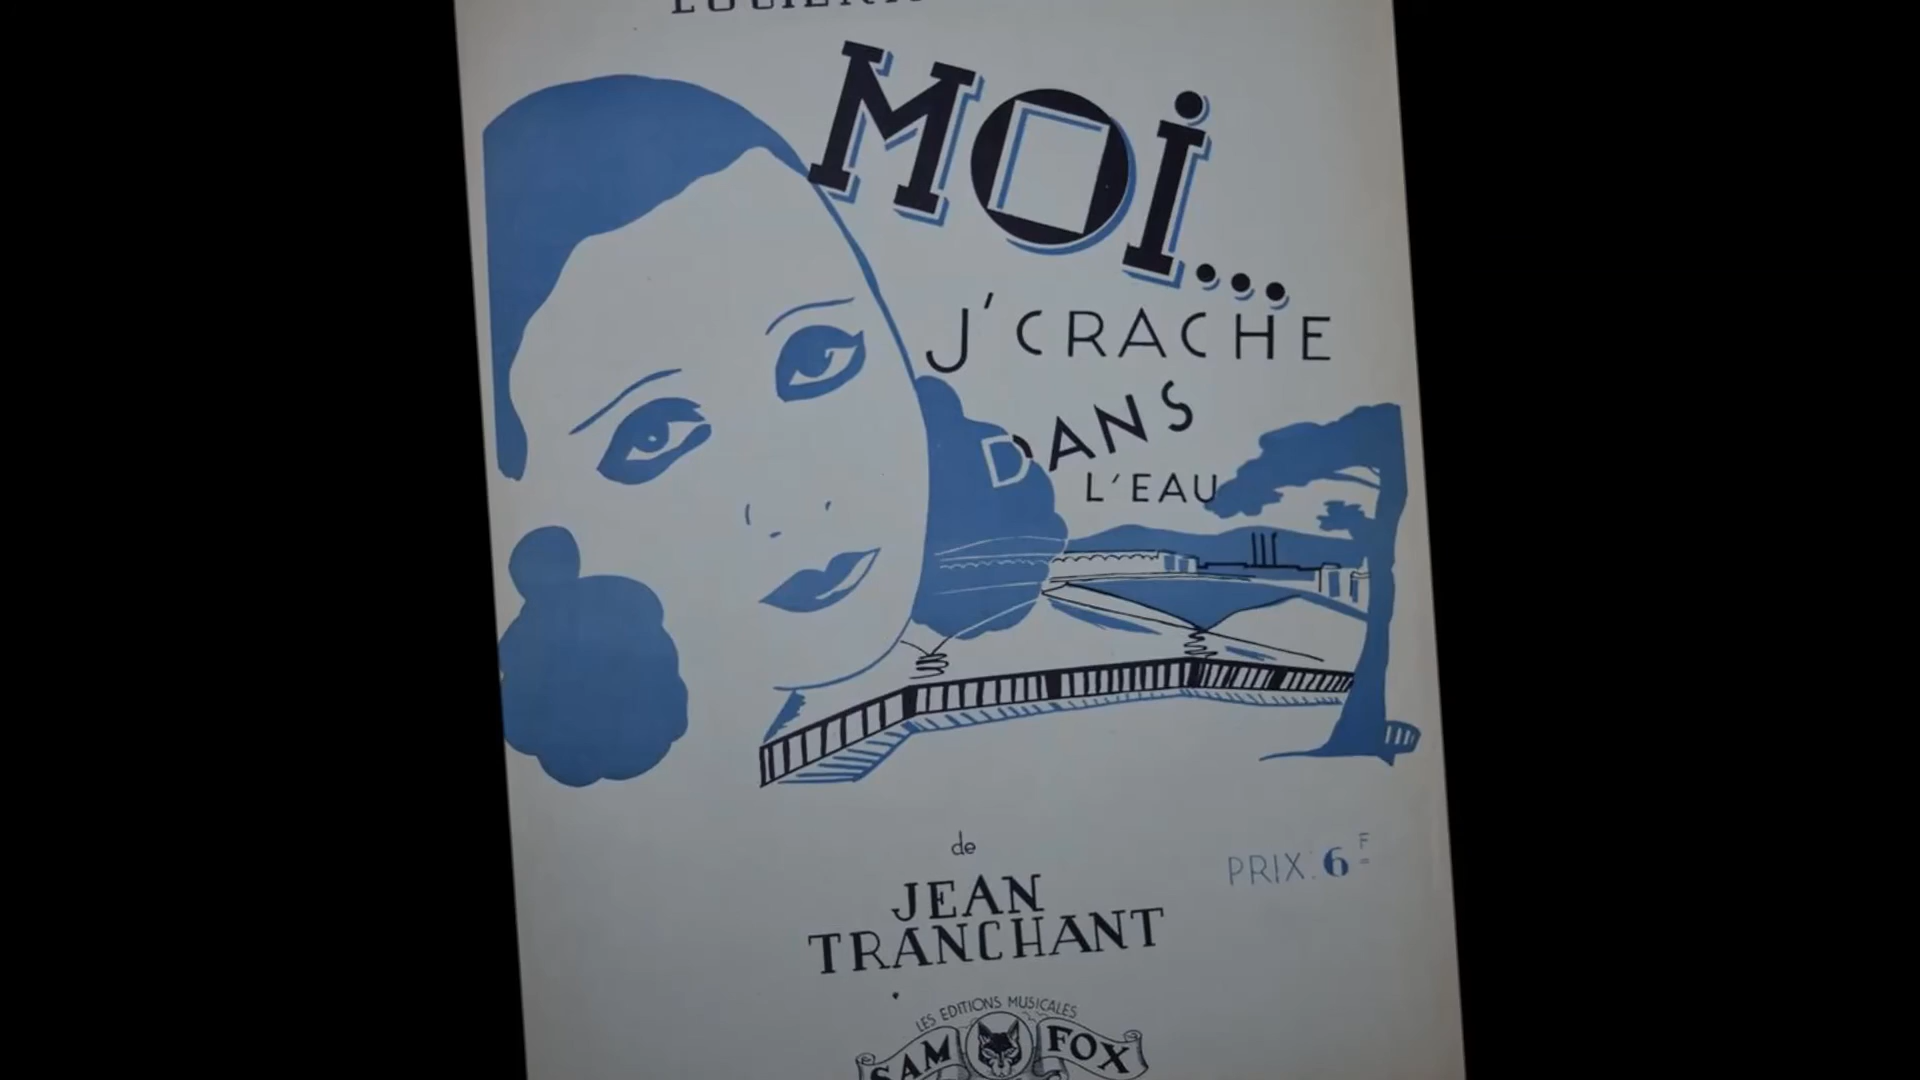 MOI...
J'CRACHE
DANS
L'EAU
de
JEAN
TRANCHANT
PRIX: 6 F
LES EDITIONS MUSICALES
SAM FOX